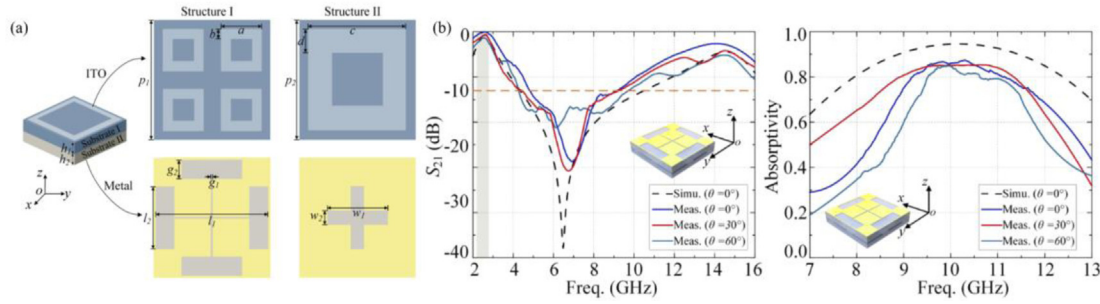 (a)
Structure I
Structure II
b
a
d
c
ITO
p1
p2
Substrate I
Substrate II
h1
h2
z
o
y
x
Metal
g2
g1
l2
l1
w2
w1
(b)
S21 (dB)
0
-10
-20
-30
-40
2 4 6 8 10 12 14 16
Freq. (GHz)
z
x
y
o
Simu. (θ=0°)
Meas. (θ=0°)
Meas. (θ=30°)
Meas. (θ=60°)
Absorptivity
1.0
0.8
0.6
0.4
0.2
0.0
7 8 9 10 11 12 13
Freq. (GHz)
z
x
y
o
Simu. (θ=0°)
Meas. (θ=0°)
Meas. (θ=30°)
Meas. (θ=60°)